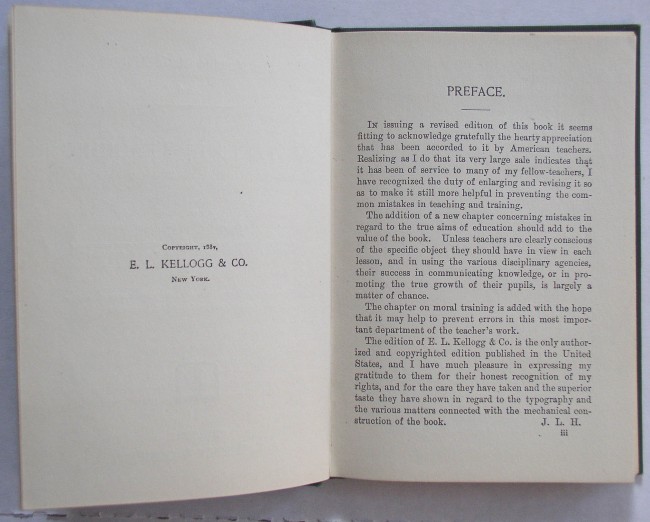 COPYRIGHT,
E. L. KELLOGG & CO.
NEW YORK.
PREFACE.
IN issuing a revised edition of this book it seems
fitting to acknowledge gratefully the hearty appreciation
that has been accorded to it by American teachers.
Realizing as I do that its very large sale indicates that
it has been of service to many of my fellow-teachers, I
have recognized the duty of enlarging and revising it so
as to make it still more helpful in preventing the com-
mon mistakes in teaching and training.
The addition of a new chapter concerning mistakes in
regard to the true aims of education should add to the
value of the book. Unless teachers are clearly conscious
of the specific object they should have in view in each
lesson, and in using the various disciplinary agencies,
their success in communicating knowledge, or in pro-
moting the true growth of their pupils, is largely a
matter of chance.
The chapter on moral training is added with the hope
that it may help to prevent errors in this most impor-
tant department of the teacher's work.
The edition of E. L. Kellogg & Co. is the only author-
ized and copyrighted edition published in the United
States, and I have much pleasure in expressing my
gratitude to them for their honest recognition of my
rights, and for the care they have taken and the superior
taste they have shown in regard to the typography and
the various matters connected with the mechanical con-
struction of the book. J. L. H.
iii